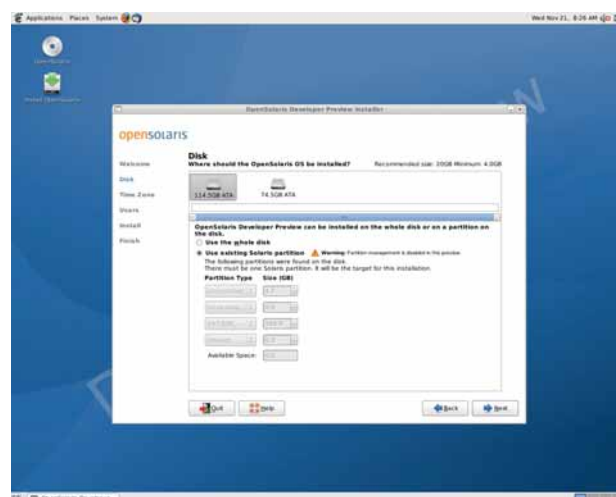 Applications Places System
Wed Nov 21, 8:26 AM
OpenSolaris Developer Preview Installer
opensolaris
Welcome
Disk
Time Zone
Users
Install
Finish
Disk
Where should the OpenSolaris OS be installed?
Recommended size: 20GB Minimum: 4.0GB
114.5GB ATA
74.5GB ATA
OpenSolaris Developer Preview can be installed on the whole disk or on a partition on the disk.
Use the whole disk
Use existing Solaris partition
Warning: Partition management is disabled in this preview.
The following partitions were found on the disk.
There must be one Solaris partition. It will be the target for this installation.
Partition Type Size (GB)
Available Space:
Quit
Help
Back
Next